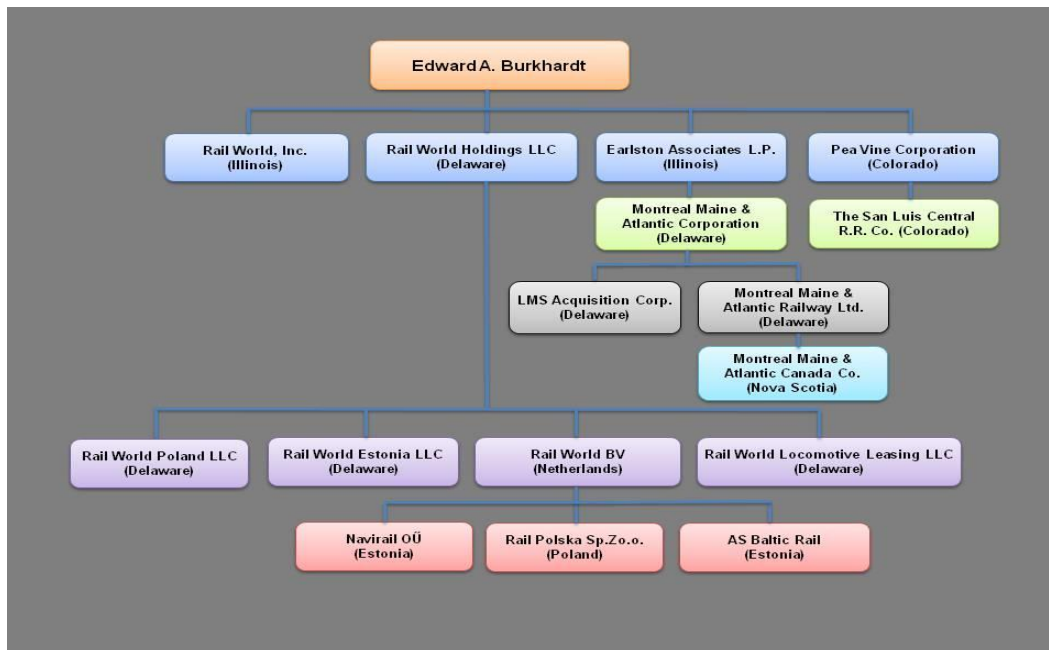 Edward A. Burkhardt
Rail World, Inc.
(Illinois)
Rail World Holdings LLC
(Delaware)
Earlston Associates L.P.
(Illinois)
Pea Vine Corporation
(Colorado)
Montreal Maine &
Atlantic Corporation
(Delaware)
The San Luis Central
R.R. Co. (Colorado)
LMS Acquisition Corp.
(Delaware)
Montreal Maine &
Atlantic Railway Ltd.
(Delaware)
Montreal Maine &
Atlantic Canada Co.
(Nova Scotia)
Rail World Poland LLC
(Delaware)
Rail World Estonia LLC
(Delaware)
Rail World BV
(Netherlands)
Rail World Locomotive Leasing LLC
(Delaware)
Navirail OÜ
(Estonia)
Rail Polska Sp.Zo.o.
(Poland)
AS Baltic Rail
(Estonia)